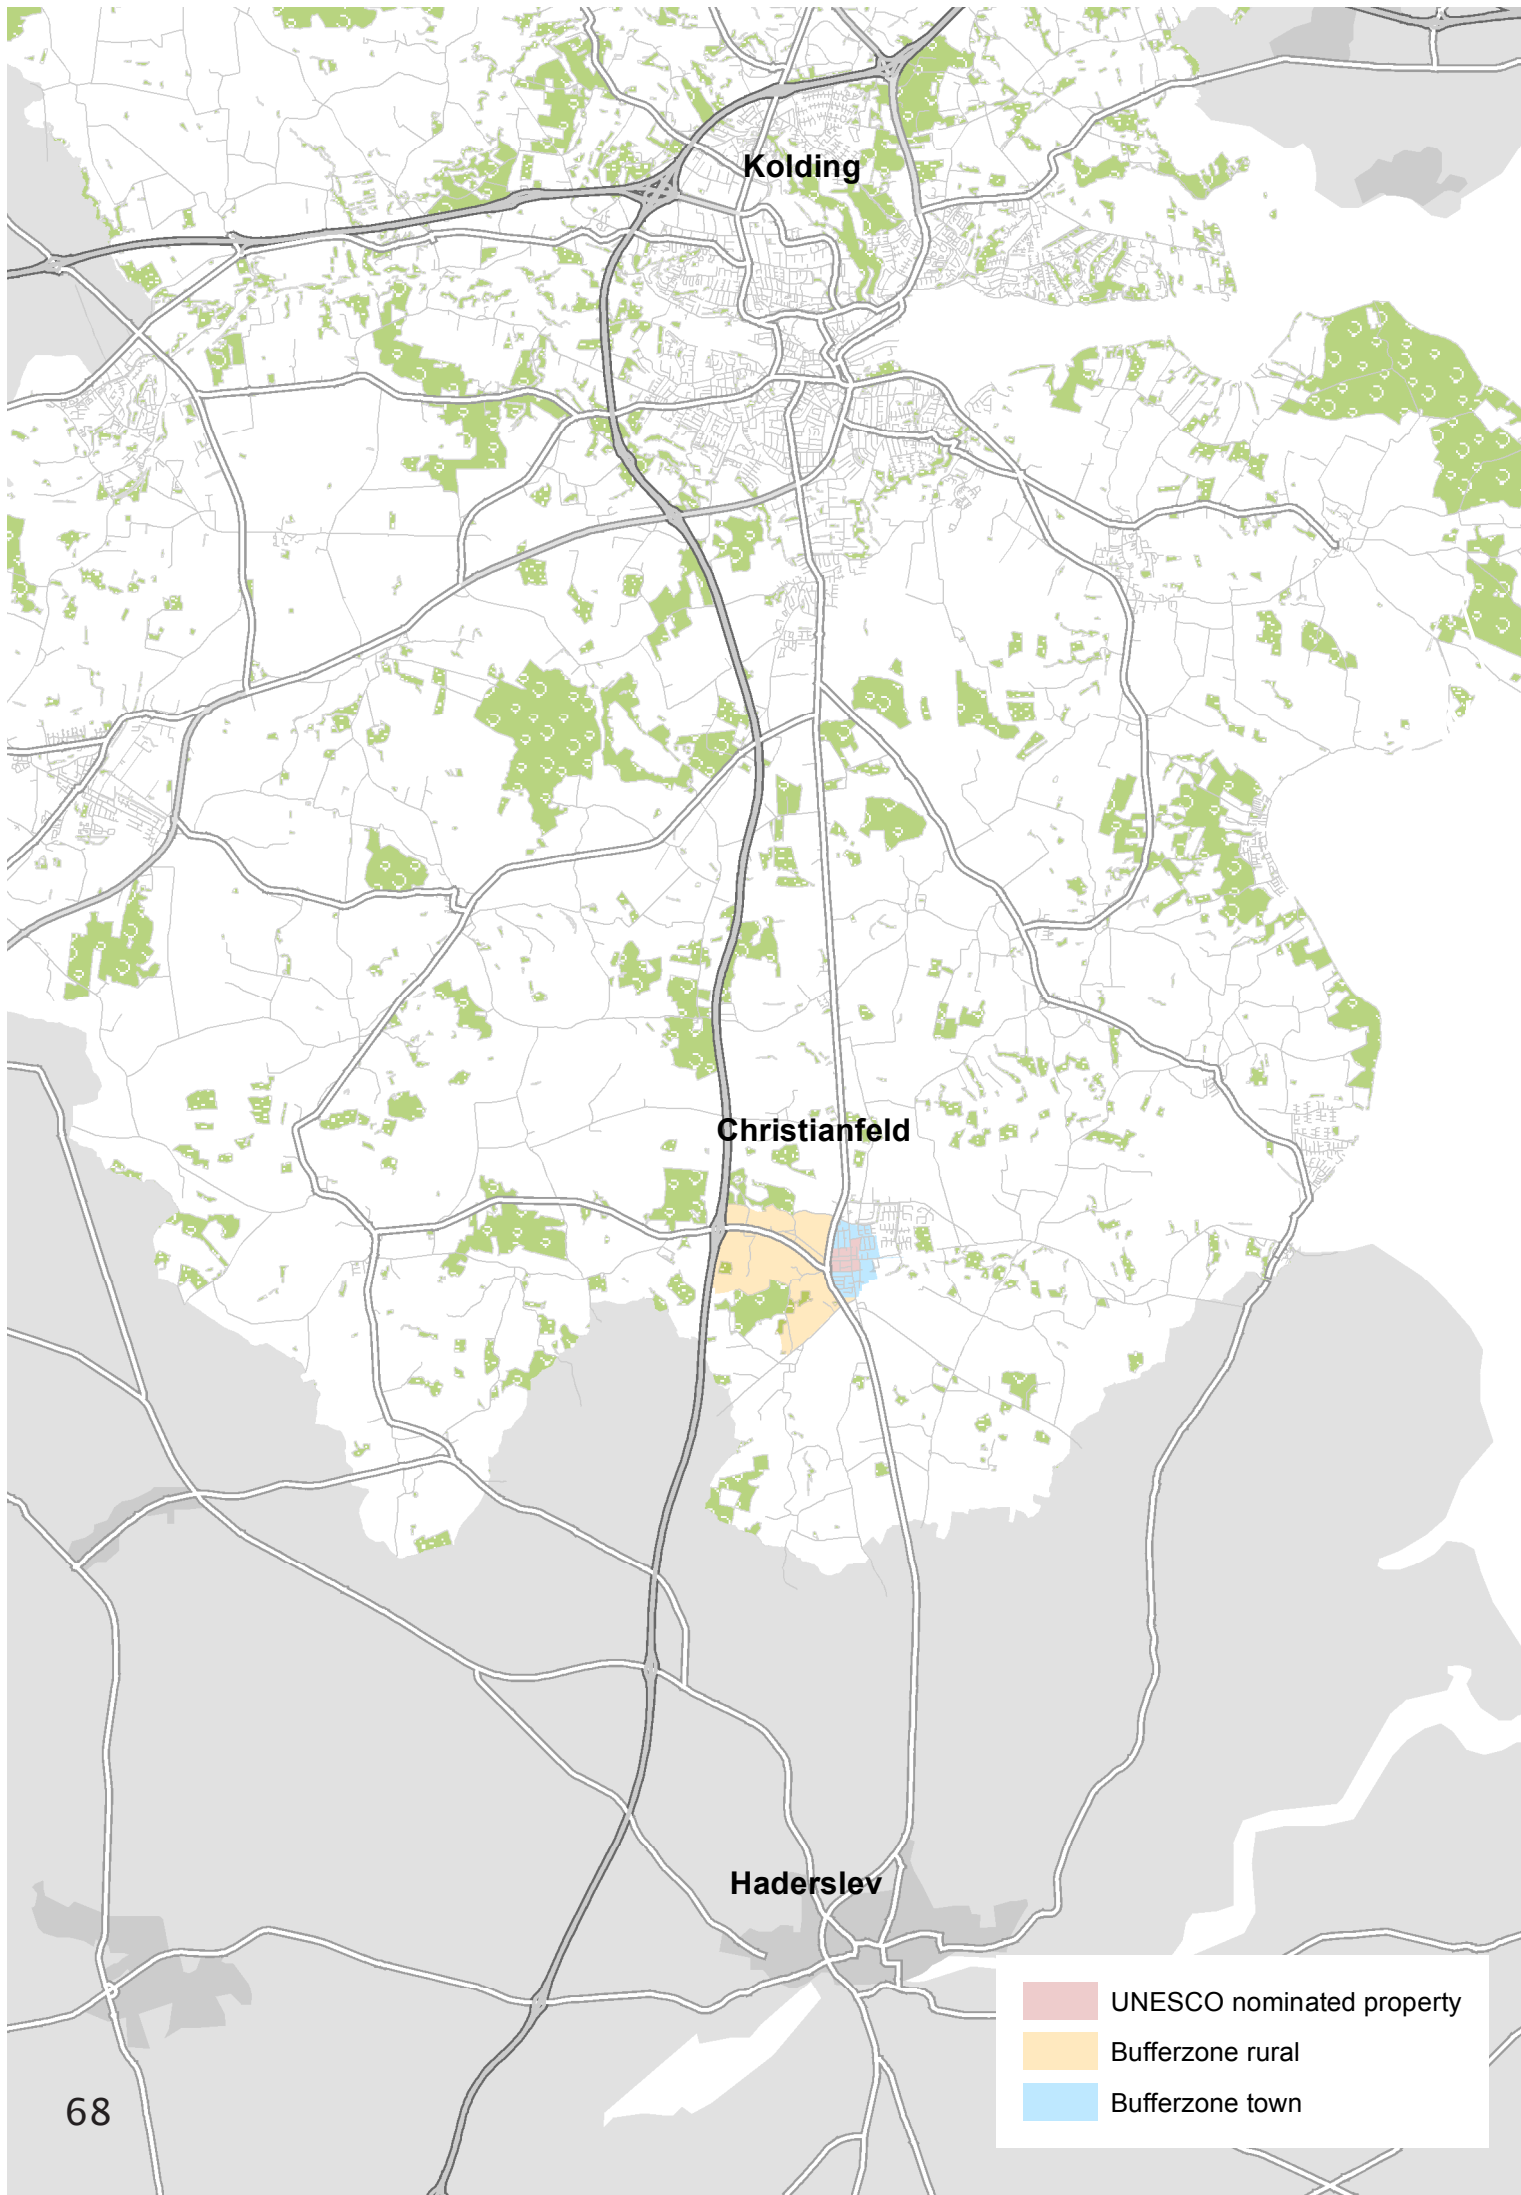 Kolding
Christianfeld
Haderslev
UNESCO nominated property
Bufferzone rural
Bufferzone town
68